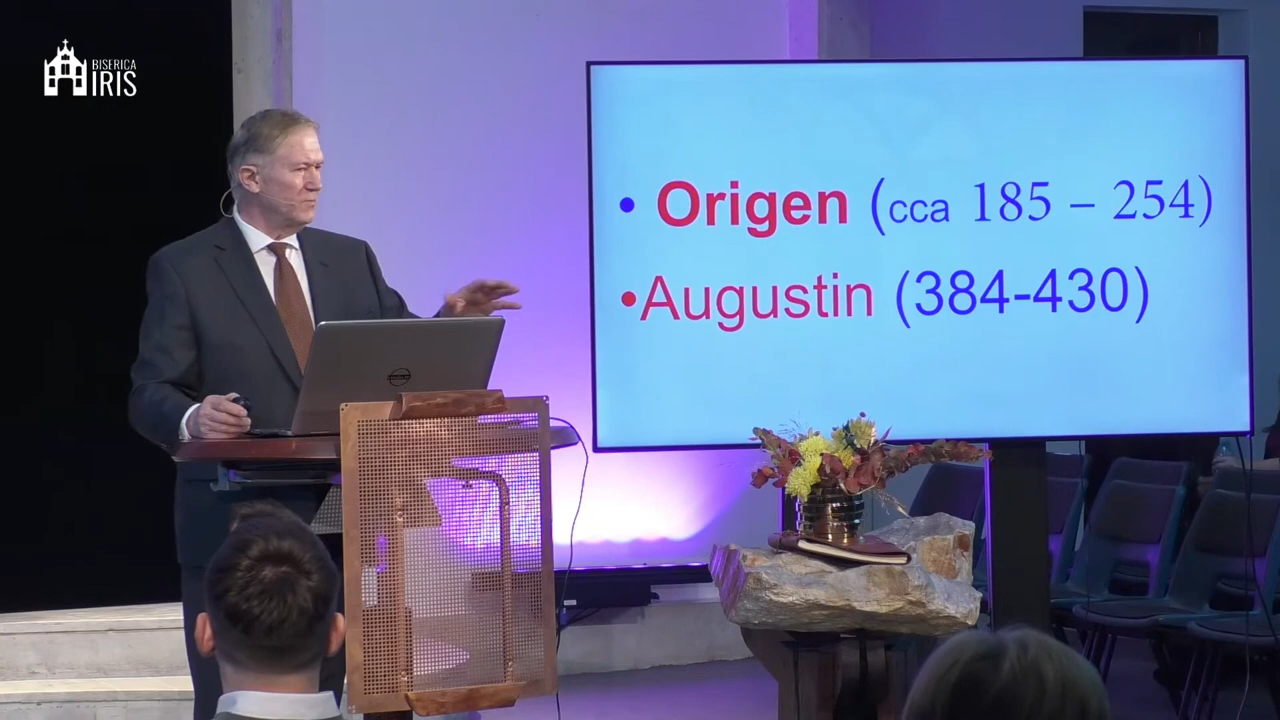 BISERICA
IRIS
• Origen (cca 185 – 254)
•Augustin (384-430)